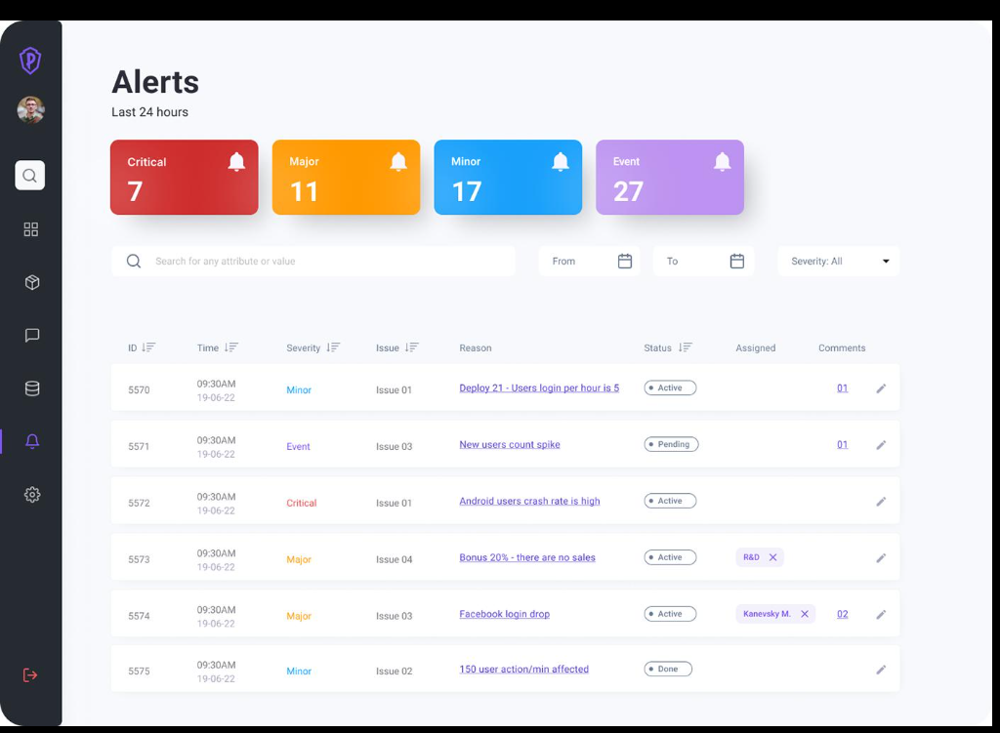 Alerts
Last 24 hours
Critical
7
Major
11
Minor
17
Event
27
Search for any attribute or value
From
To
Severity: All
ID Time Severity Issue Reason Status Assigned Comments
5570 09:30AM 19-06-22 Minor Issue 01 Deploy 21 - Users login per hour is 5 Active 01
5571 09:30AM 19-06-22 Event Issue 03 New users count spike Pending 01
5572 09:30AM 19-06-22 Critical Issue 01 Android users crash rate is high Active
5573 09:30AM 19-06-22 Major Issue 04 Bonus 20% - there are no sales Active R&D
5574 09:30AM 19-06-22 Major Issue 03 Facebook login drop Active Kanevsky M. 02
5575 09:30AM 19-06-22 Minor Issue 02 150 user action/min affected Done